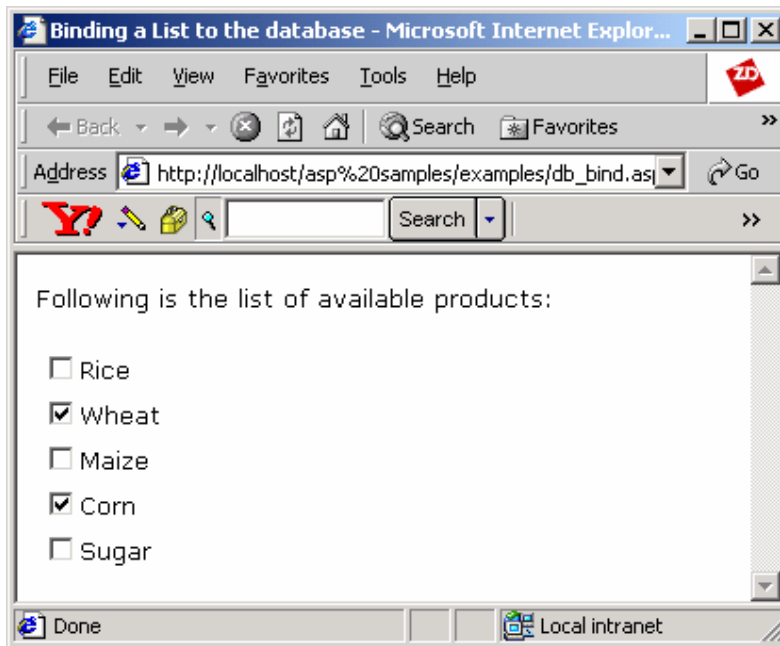 Binding a List to the database - Microsoft Internet Explor...
File Edit View Favorites Tools Help
ZD
Back Search Favorites »
Address http://localhost/asp%20samples/examples/db_bind.asp Go
Y! Search »
Following is the list of available products:
Rice
Wheat
Maize
Corn
Sugar
Done Local intranet